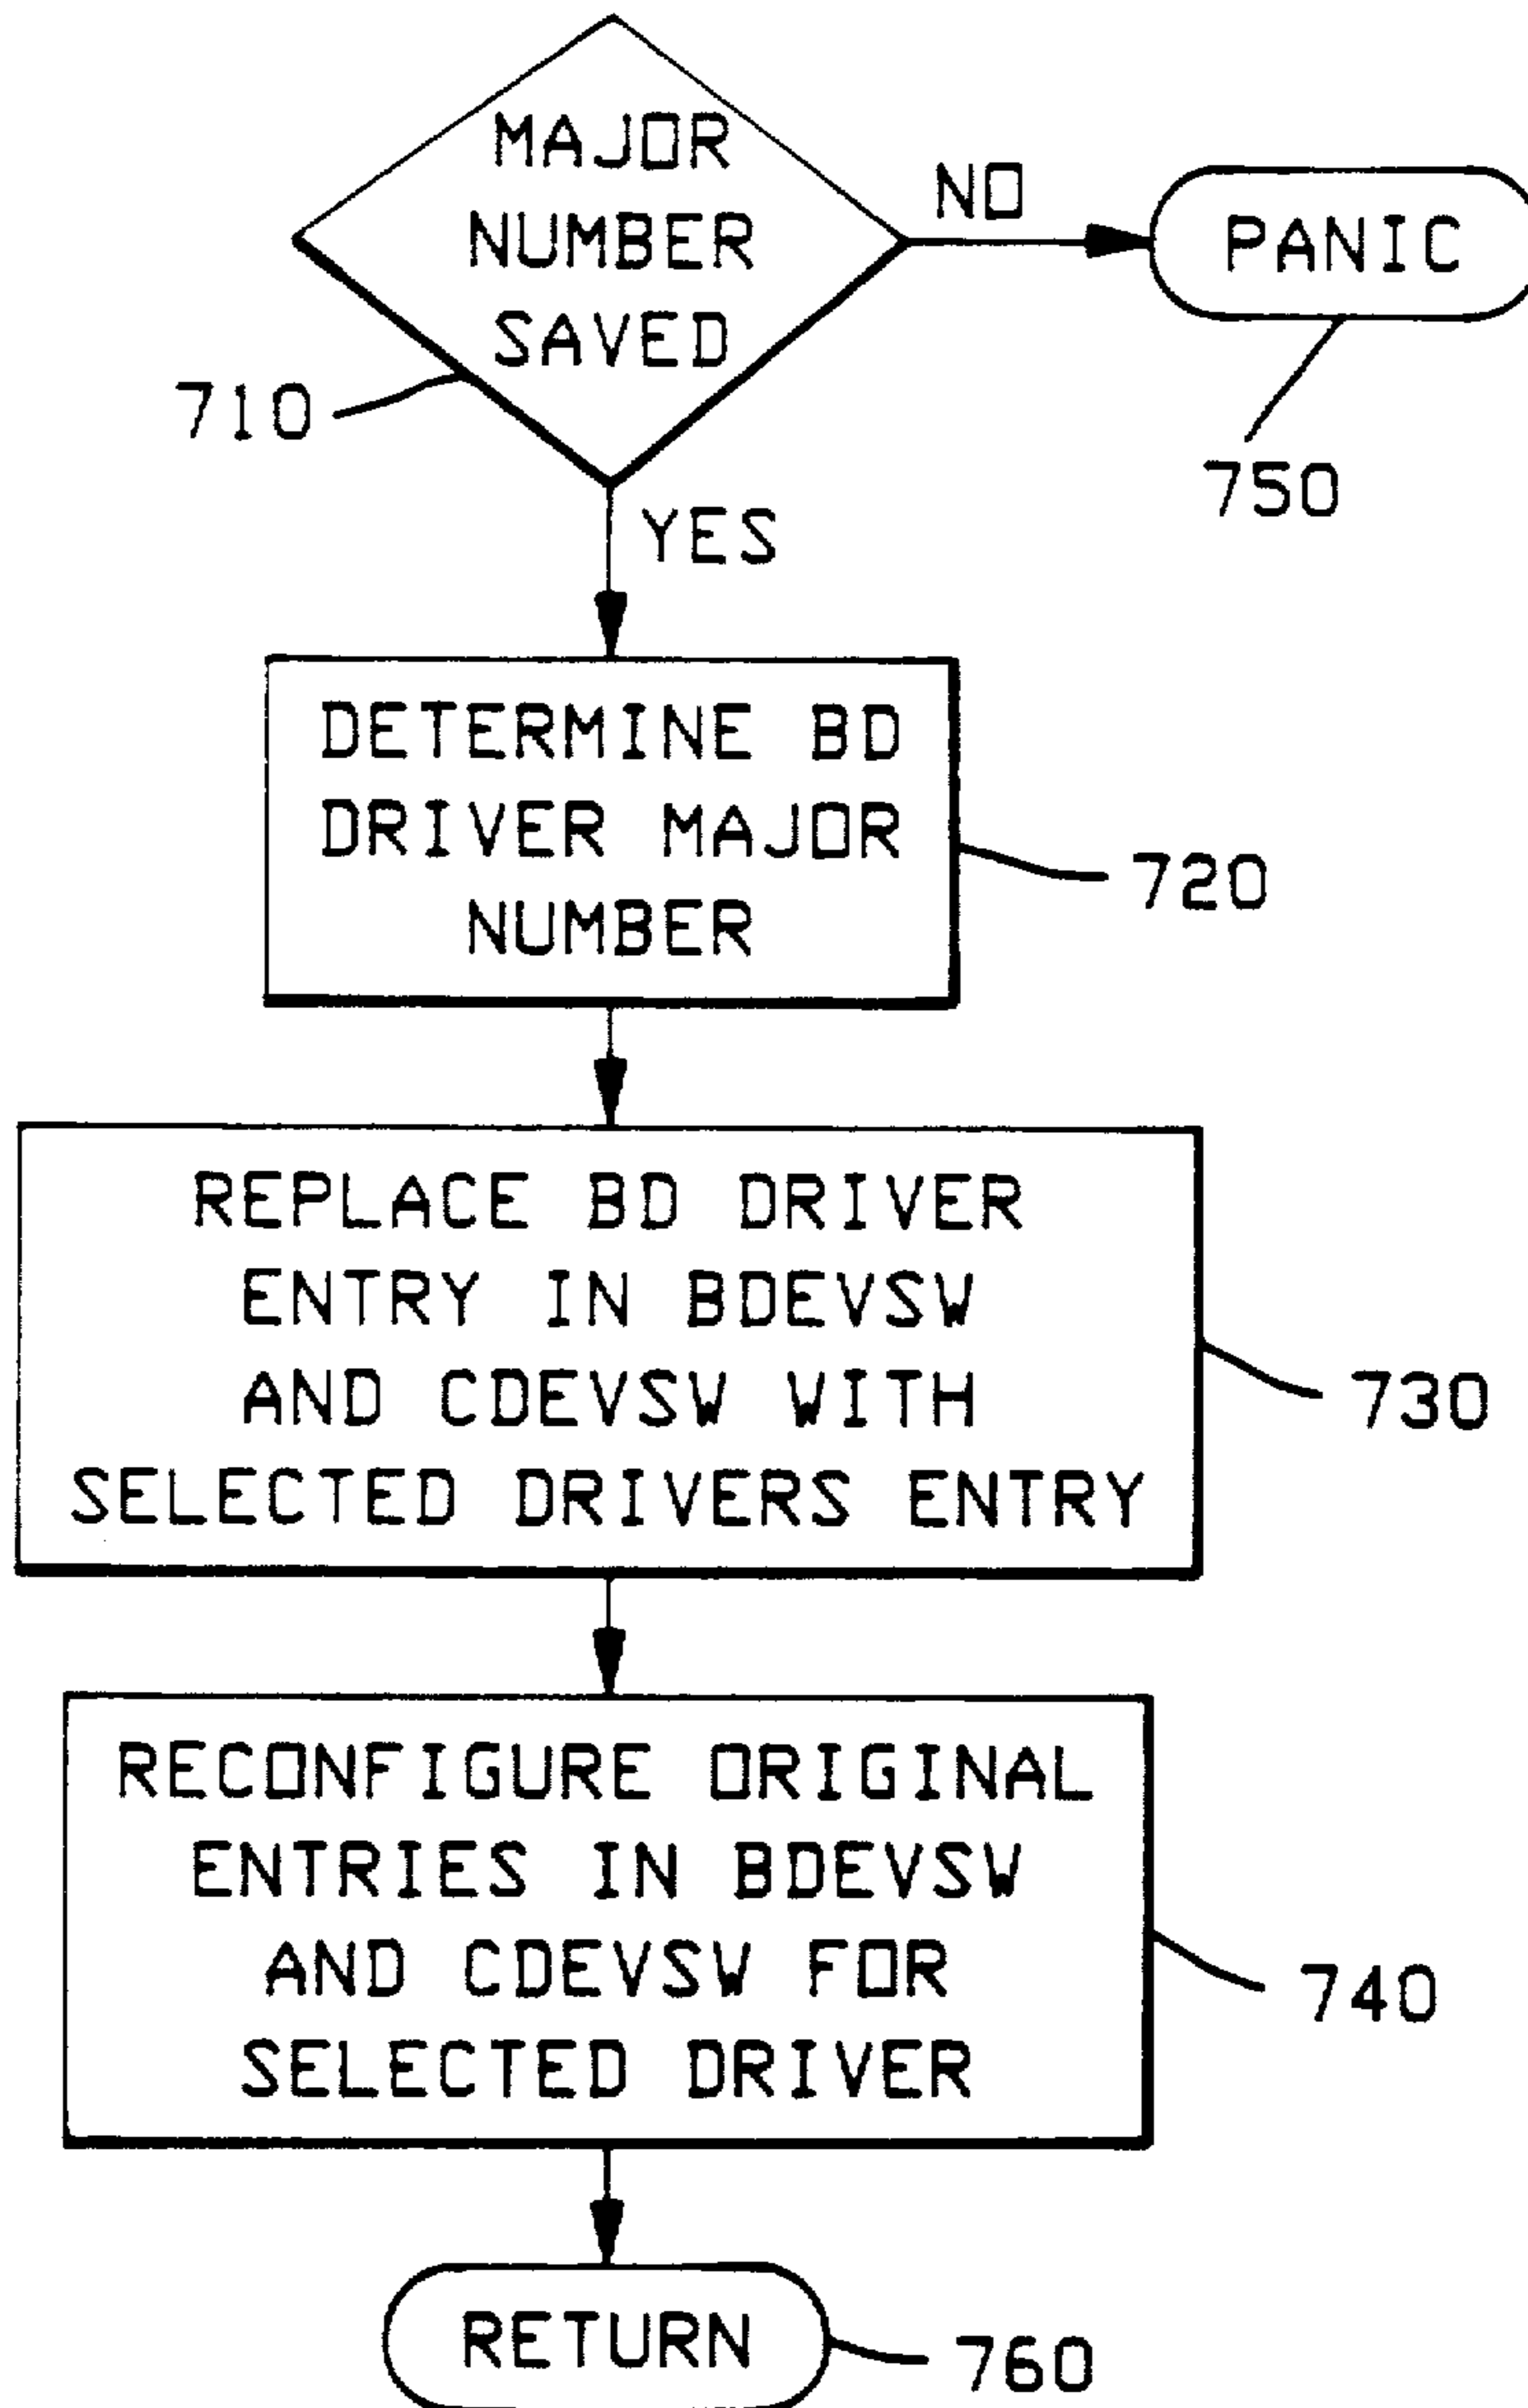 MAJOR
NUMBER
SAVED
NO
PANIC
710
750
YES
DETERMINE BD
DRIVER MAJOR
NUMBER
720
REPLACE BD DRIVER
ENTRY IN BDEVSW
AND CDEVSW WITH
SELECTED DRIVERS ENTRY
730
RECONFIGURE ORIGINAL
ENTRIES IN BDEVSW
AND CDEVSW FOR
SELECTED DRIVER
740
RETURN
760